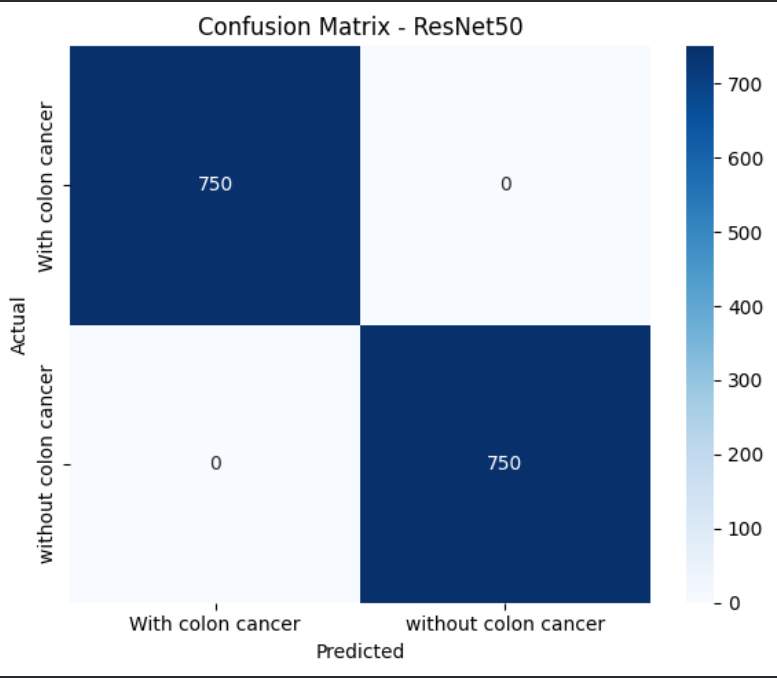 Confusion Matrix - ResNet50
With colon cancer
without colon cancer
Actual
750
0
0
750
With colon cancer
without colon cancer
Predicted
700
600
500
400
300
200
100
0